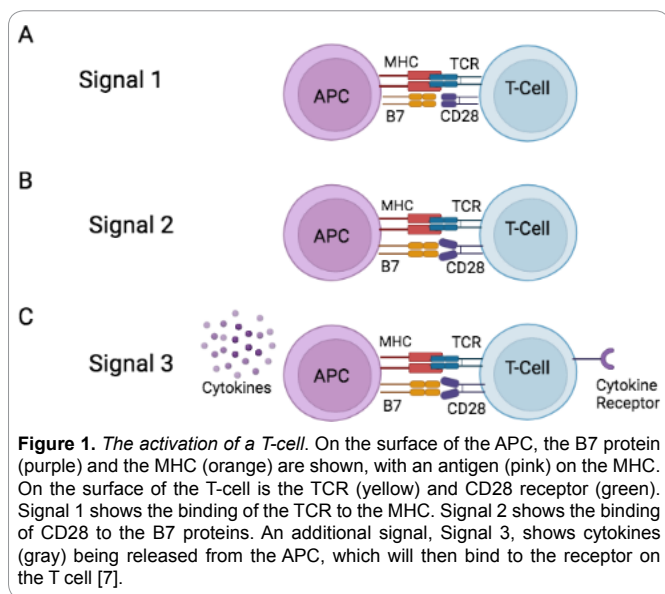 A
Signal 1
MHC
TCR
APC
T-Cell
B7
CD28
B
Signal 2
MHC
TCR
APC
T-Cell
B7
CD28
C
Signal 3
Cytokines
MHC
TCR
APC
T-Cell
B7
CD28
Cytokine
Receptor
Figure 1. The activation of a T-cell. On the surface of the APC, the B7 protein
(purple) and the MHC (orange) are shown, with an antigen (pink) on the MHC.
On the surface of the T-cell is the TCR (yellow) and CD28 receptor (green).
Signal 1 shows the binding of the TCR to the MHC. Signal 2 shows the binding
of CD28 to the B7 proteins. An additional signal, Signal 3, shows cytokines
(gray) being released from the APC, which will then bind to the receptor on
the T cell [7].